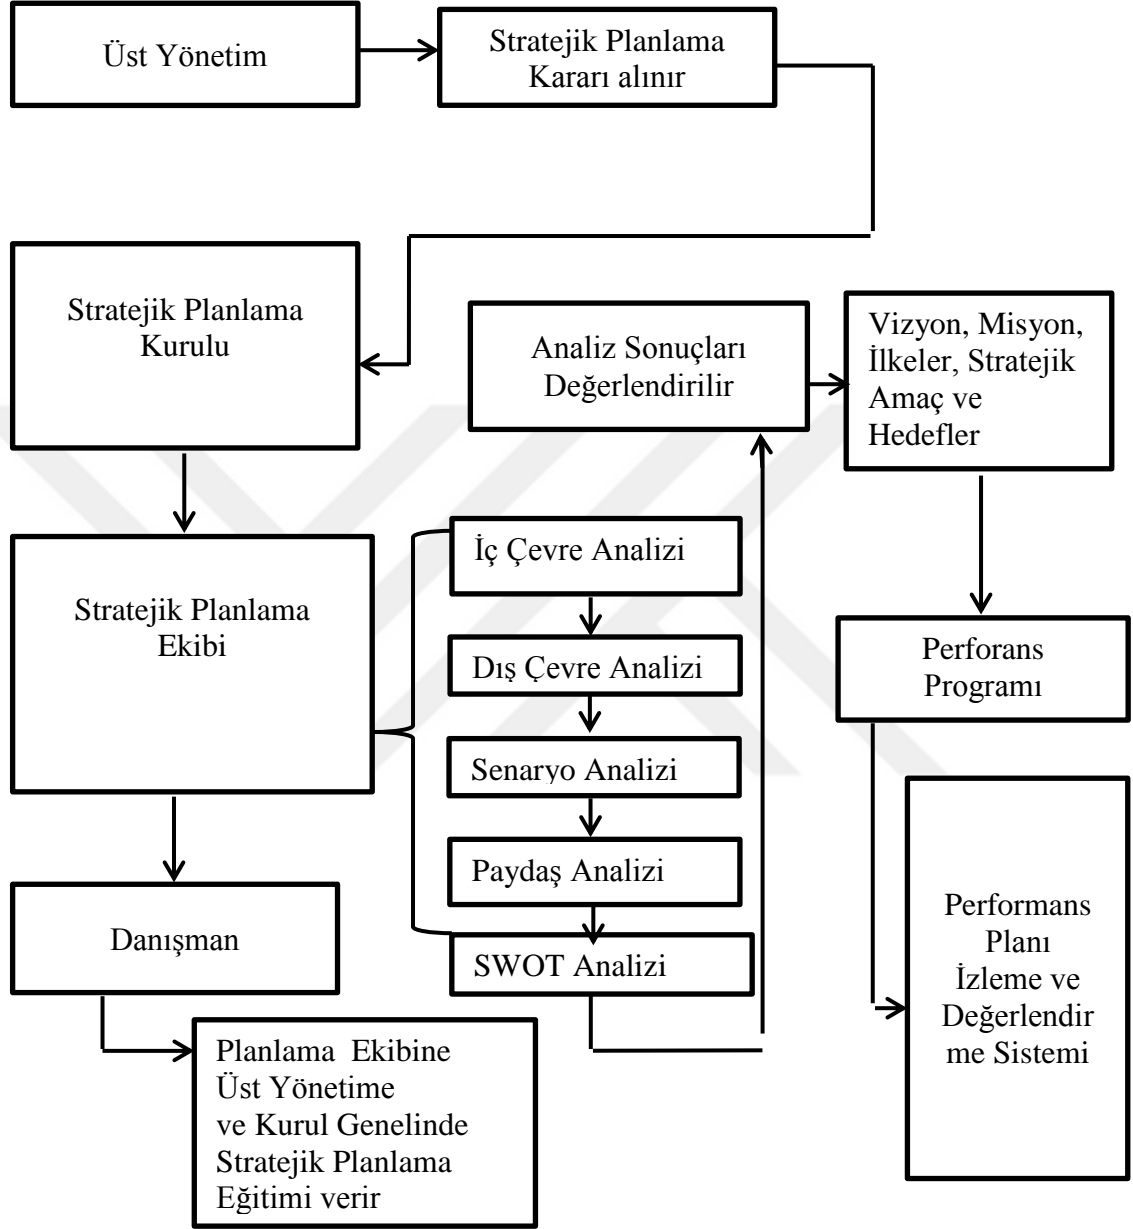 Üst Yönetim
Stratejik Planlama
Kararı alınır
Stratejik Planlama
Kurulu
Analiz Sonuçları
Değerlendirilir
Vizyon, Misyon,
İlkeler, Stratejik
Amaç ve
Hedefler
Stratejik Planlama
Ekibi
İç Çevre Analizi
Dış Çevre Analizi
Senaryo Analizi
Paydaş Analizi
SWOT Analizi
Perforans
Programı
Danışman
Planlama Ekibine
Üst Yönetime
ve Kurul Genelinde
Stratejik Planlama
Eğitimi verir
Performans
Planı
İzleme ve
Değerlendir
me Sistemi